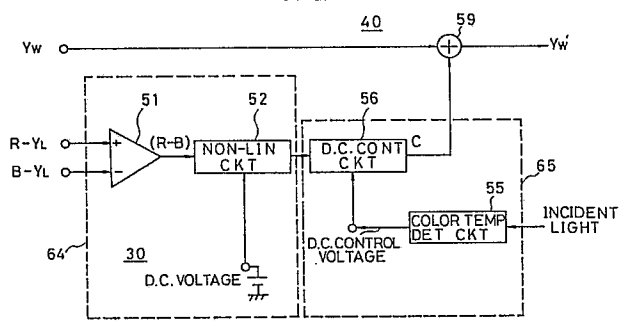 40
59
Yw
Yw'
51
52
56
R-YL
+
(R-B)
NON-LIN
CKT
D.C. CONT
CKT
C
B-YL
-
65
55
COLOR TEMP
DET CKT
INCIDENT
LIGHT
D.C. CONTROL
VOLTAGE
64
30
D.C. VOLTAGE